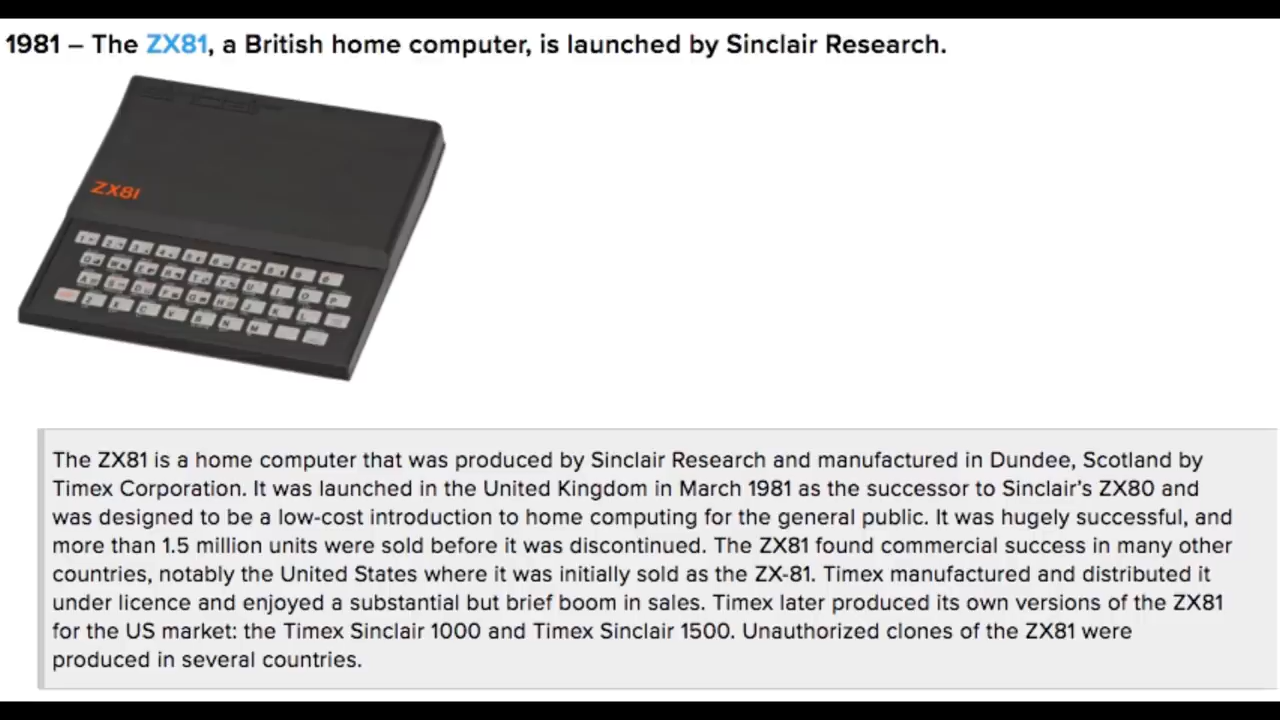 1981 – The ZX81, a British home computer, is launched by Sinclair Research.
ZX81
The ZX81 is a home computer that was produced by Sinclair Research and manufactured in Dundee, Scotland by
Timex Corporation. It was launched in the United Kingdom in March 1981 as the successor to Sinclair's ZX80 and
was designed to be a low-cost introduction to home computing for the general public. It was hugely successful, and
more than 1.5 million units were sold before it was discontinued. The ZX81 found commercial success in many other
countries, notably the United States where it was initially sold as the ZX-81. Timex manufactured and distributed it
under licence and enjoyed a substantial but brief boom in sales. Timex later produced its own versions of the ZX81
for the US market: the Timex Sinclair 1000 and Timex Sinclair 1500. Unauthorized clones of the ZX81 were
produced in several countries.